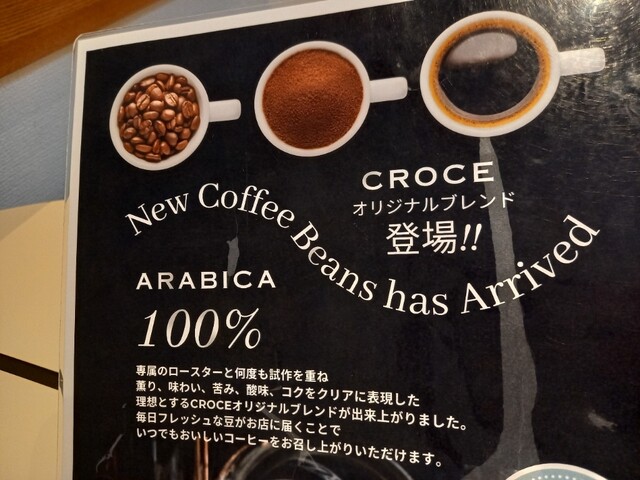 CROCE
オリジナルブレンド
登場!!
New Coffee Beans has Arrived
ARABICA
100%
専属のロースターと何度も試作を重ね
薫り、味わい、苦み、酸味、コクをクリアに表現した
理想とするCROCEオリジナルブレンドが出来上がりました。
毎日フレッシュな豆がお店に届くことで
いつでもおいしいコーヒーをお召し上がりいただけます。